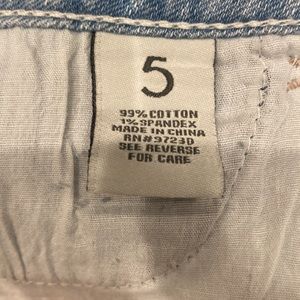 5
99% COTTON
1% SPANDEX
MADE IN CHINA
RN#97230
SEE REVERSE
FOR CARE